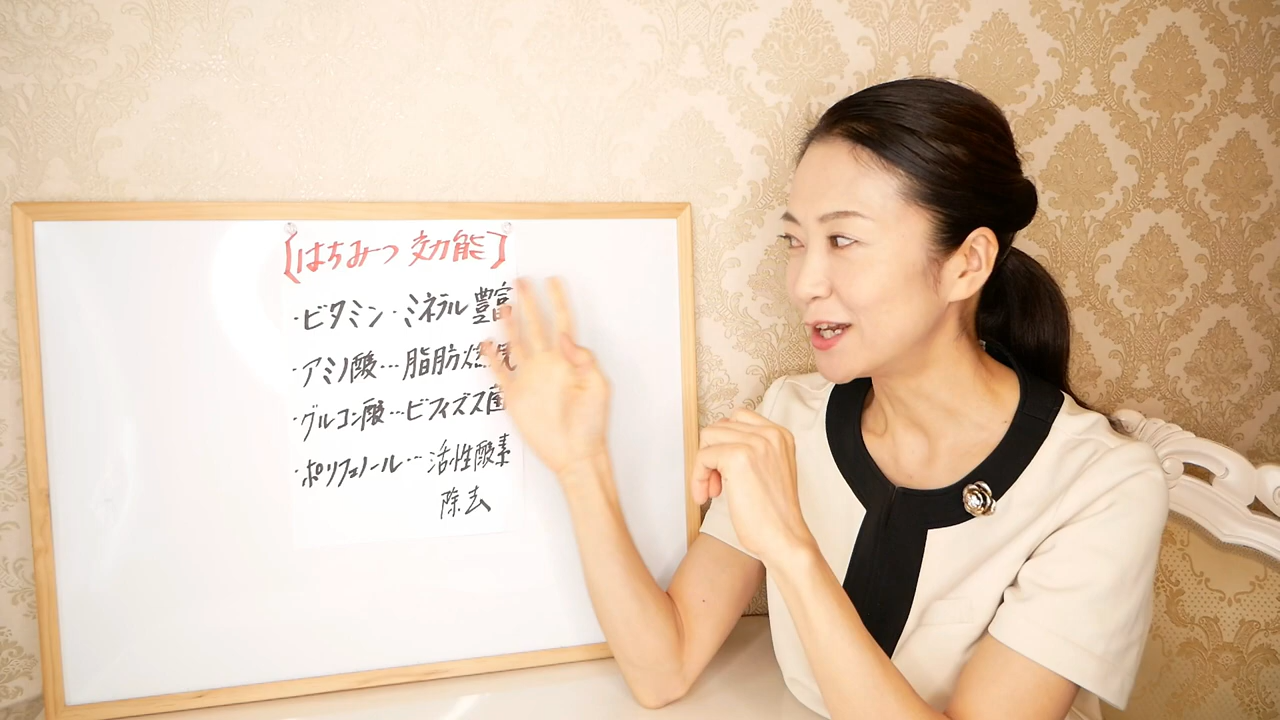 【はちみつ 効能】
・ビタミン・ミネラル 豊富
・アミノ酸…脂肪燃焼
・グルコン酸…ビフィズス菌
・ポリフェノール…活性酸素
除去